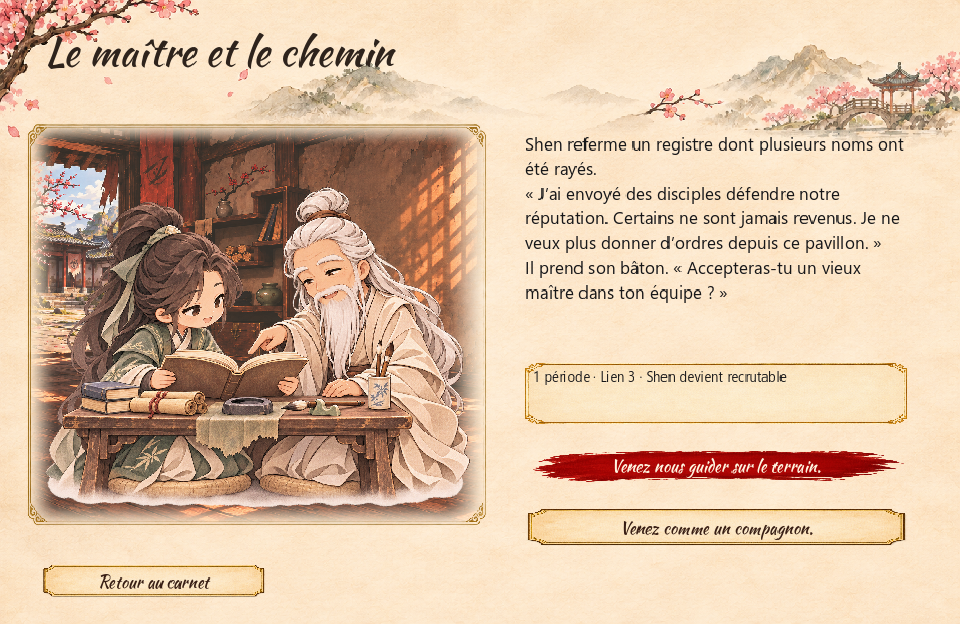 Le maître et le chemin
Shen referme un registre dont plusieurs noms ont
été rayés.
« J'ai envoyé des disciples défendre notre
réputation. Certains ne sont jamais revenus. Je ne
veux plus donner d'ordres depuis ce pavillon. »
Il prend son bâton. « Accepteras-tu un vieux
maître dans ton équipe ? »
1 période · Lien 3 · Shen devient recrutable
Venez nous guider sur le terrain.
Venez comme un compagnon.
Retour au carnet